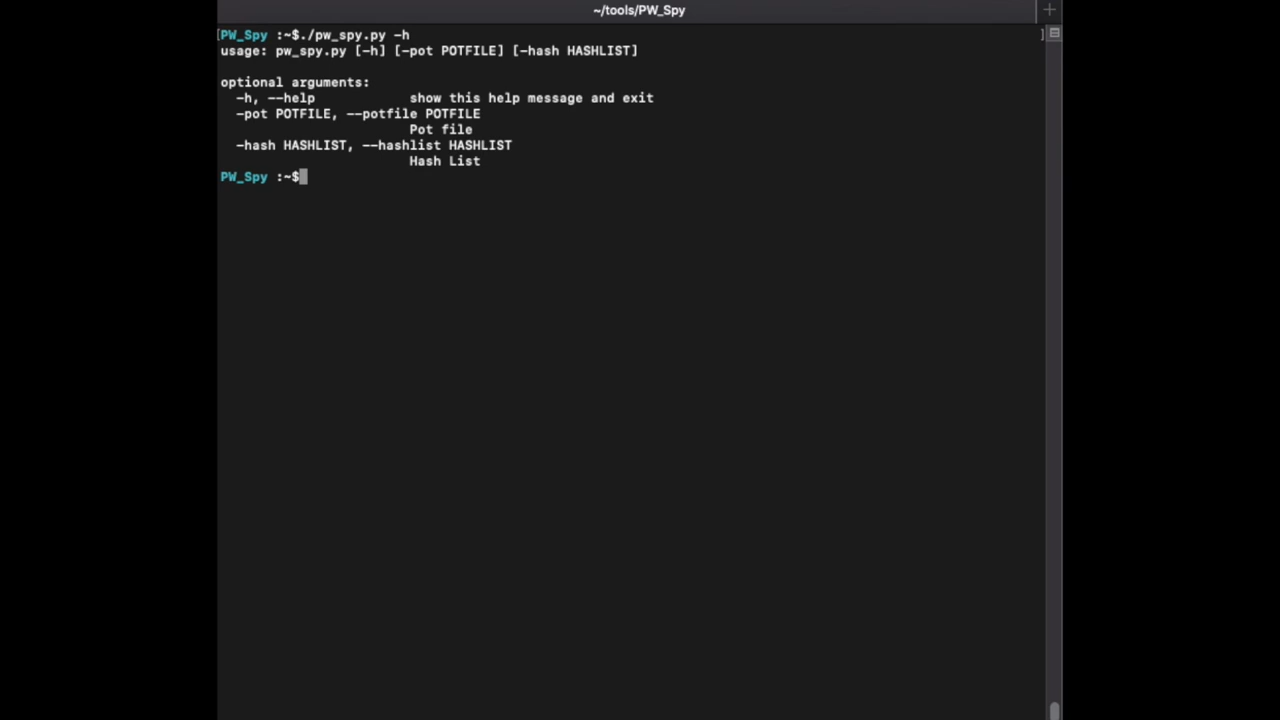 ~/tools/PW_Spy
[PW_Spy :~$./pw_spy.py -h ]
usage: pw_spy.py [-h] [-pot POTFILE] [-hash HASHLIST]
optional arguments:
-h, --help show this help message and exit
-pot POTFILE, --potfile POTFILE
Pot file
-hash HASHLIST, --hashlist HASHLIST
Hash List
PW_Spy :~$